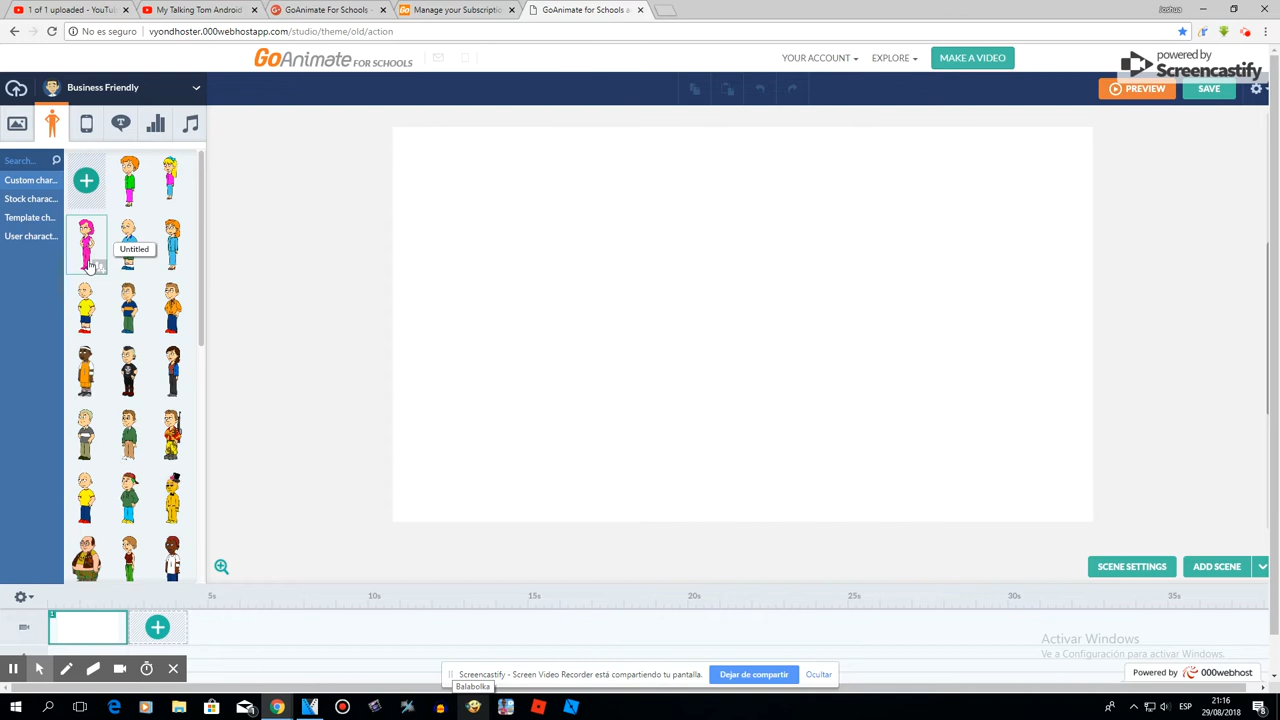 1 of 1 uploaded - YouTu
My Talking Tom Android
GoAnimate For Schools -
Manage your Subscriptio
GoAnimate for Schools a
Joshua
No es seguro
vyondhoster.000webhostapp.com/studio/theme/old/action
GoAnimate FOR SCHOOLS
YOUR ACCOUNT
EXPLORE
MAKE A VIDEO
powered by
Screencastify
Business Friendly
PREVIEW
SAVE
Search...
Custom char...
Stock charac...
Template ch...
User charact...
Untitled
SCENE SETTINGS
ADD SCENE
5s
10s
15s
20s
25s
30s
35s
1
Activar Windows
Ve a Configuración para activar Windows.
Screencastify - Screen Video Recorder está compartiendo tu pantalla.
Dejar de compartir
Ocultar
Powered by 000webhost
Balabolka
ESP
21:16
29/08/2018